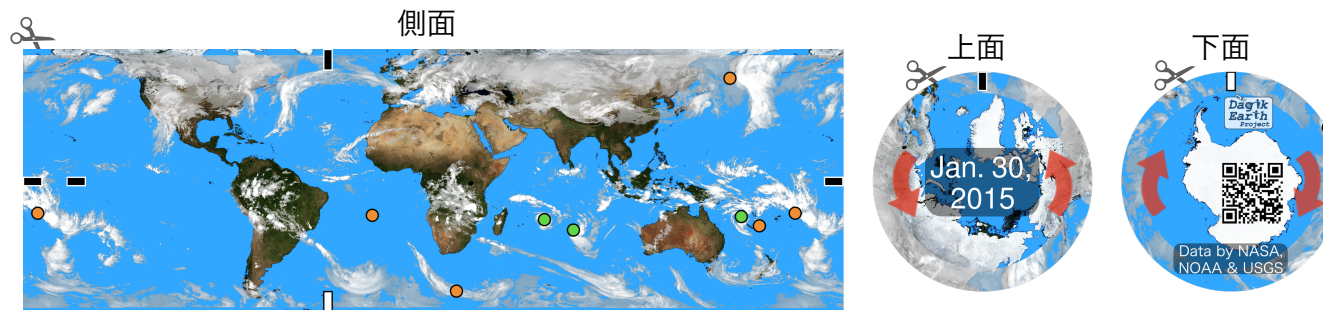 側面
上面
下面
Jan. 30,
2015
Dagik
Earth
Project
Data by NASA,
NOAA & USGS